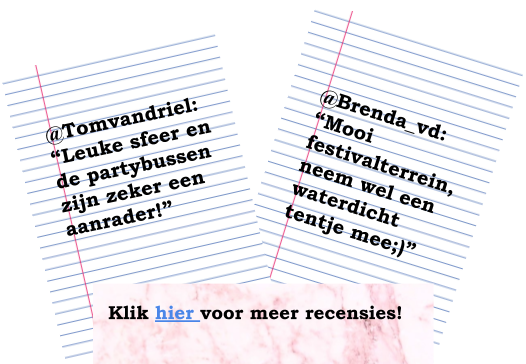 @Tomvandriel:
“Leuke sfeer en
de partybussen
zijn zeker een
aanrader!”
@Brenda_vd:
“Mooi
festivalterrein,
neem wel een
waterdicht
tentje mee;)”
Klik hier voor meer recensies!